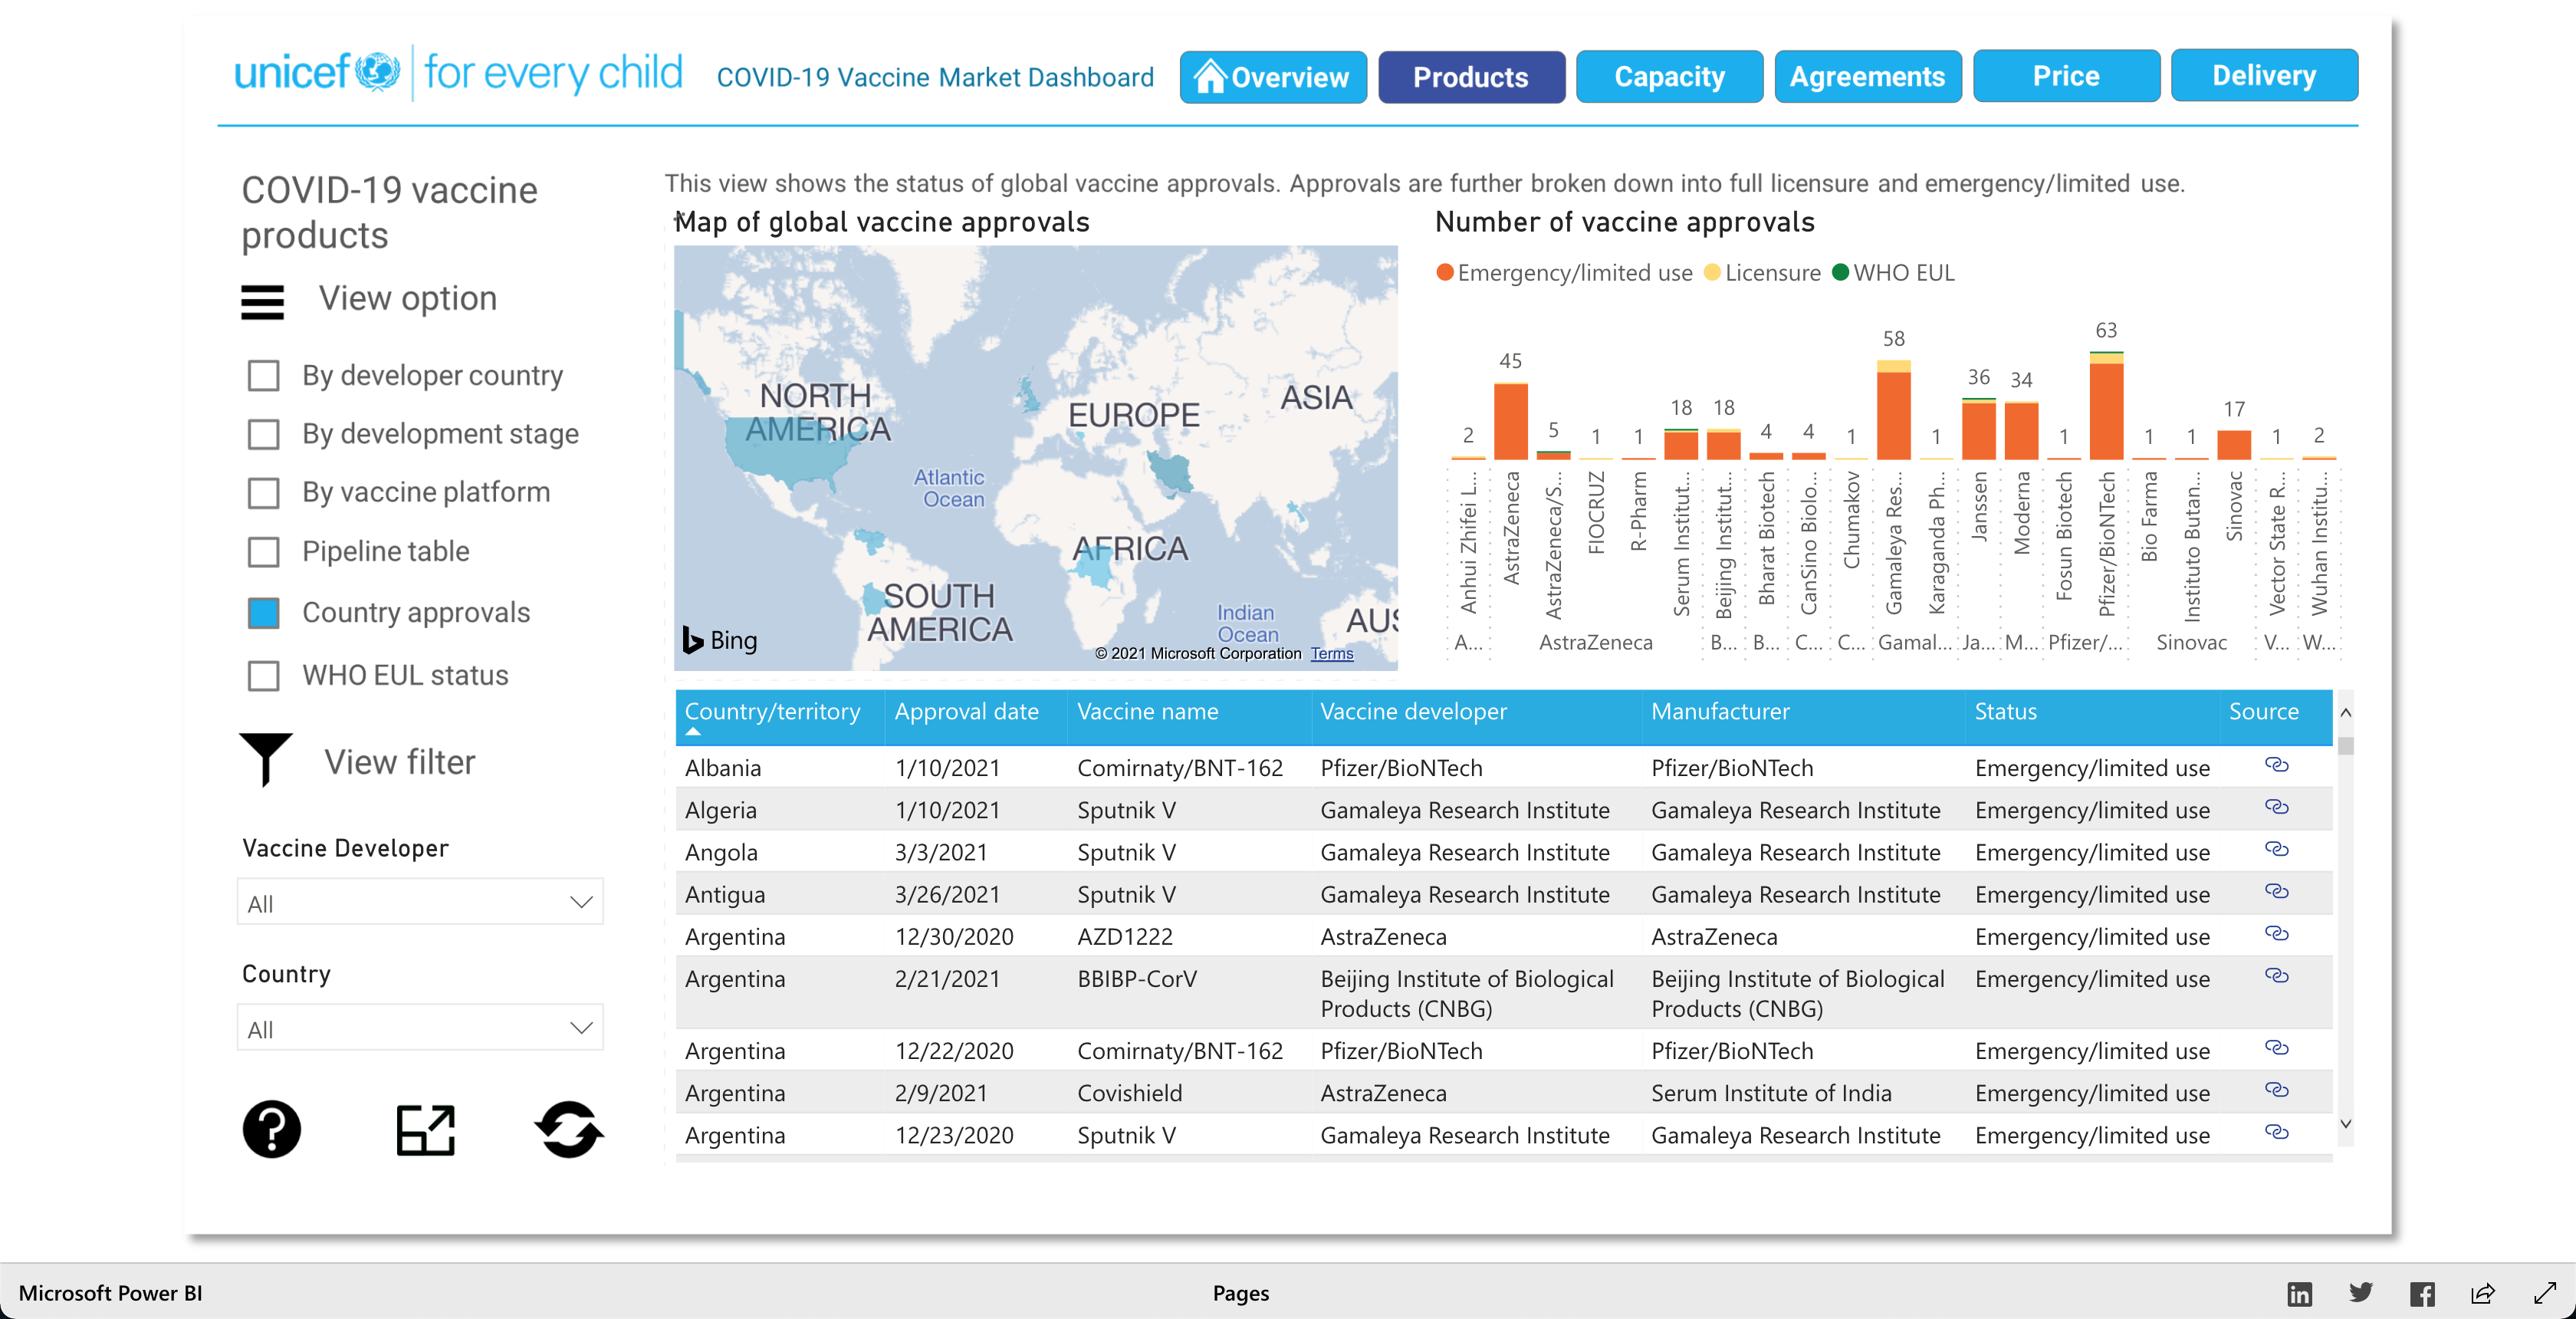 unicef | for every child
COVID-19 Vaccine Market Dashboard
Overview
Products
Capacity
Agreements
Price
Delivery
COVID-19 vaccine
products
View option
By developer country
By development stage
By vaccine platform
Pipeline table
Country approvals
WHO EUL status
View filter
Vaccine Developer
All
Country
All
This view shows the status of global vaccine approvals. Approvals are further broken down into full licensure and emergency/limited use.
Map of global vaccine approvals
NORTH
AMERICA
EUROPE
ASIA
Atlantic
Ocean
AFRICA
SOUTH
AMERICA
Indian
Ocean
AUS
Bing
© 2021 Microsoft Corporation Terms
Number of vaccine approvals
Emergency/limited use Licensure WHO EUL
2 45 5 1 1 18 18 4 4 1 58 1 36 34 1 63 1 1 17 1 2
Anhui Zhifei L...
AstraZeneca
AstraZeneca/S...
FIOCRUZ
R-Pharm
Serum Institut...
Beijing Institut...
Bharat Biotech
CanSino Biolo...
Chumakov
Gamaleya Res...
Karaganda Ph...
Janssen
Moderna
Fosun Biotech
Pfizer/BioNTech
Bio Farma
Instituto Butan...
Sinovac
Vector State R...
Wuhan Institu...
A... AstraZeneca B... B... C... C... Gamal... Ja... M... Pfizer/... Sinovac V... W...
Country/territory Approval date Vaccine name Vaccine developer Manufacturer Status Source
Albania 1/10/2021 Comirnaty/BNT-162 Pfizer/BioNTech Pfizer/BioNTech Emergency/limited use
Algeria 1/10/2021 Sputnik V Gamaleya Research Institute Gamaleya Research Institute Emergency/limited use
Angola 3/3/2021 Sputnik V Gamaleya Research Institute Gamaleya Research Institute Emergency/limited use
Antigua 3/26/2021 Sputnik V Gamaleya Research Institute Gamaleya Research Institute Emergency/limited use
Argentina 12/30/2020 AZD1222 AstraZeneca AstraZeneca Emergency/limited use
Argentina 2/21/2021 BBIBP-CorV Beijing Institute of Biological Beijing Institute of Biological Emergency/limited use
Products (CNBG) Products (CNBG)
Argentina 12/22/2020 Comirnaty/BNT-162 Pfizer/BioNTech Pfizer/BioNTech Emergency/limited use
Argentina 2/9/2021 Covishield AstraZeneca Serum Institute of India Emergency/limited use
Argentina 12/23/2020 Sputnik V Gamaleya Research Institute Gamaleya Research Institute Emergency/limited use
Microsoft Power BI
Pages